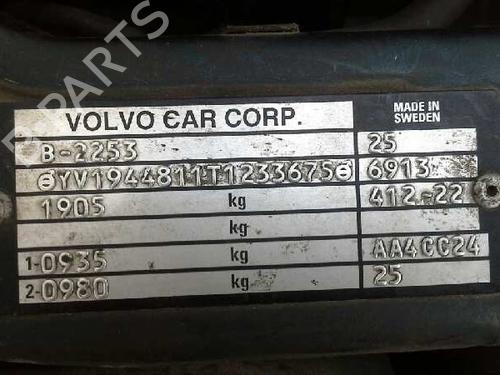 B PARTS
VOLVO CAR CORP.
MADE IN
SWEDEN
B-2253 25
YV1944811T1233675 6913
1905 kg 412-22
kg
1-0935 kg AA4CC24
2-0980 kg 25